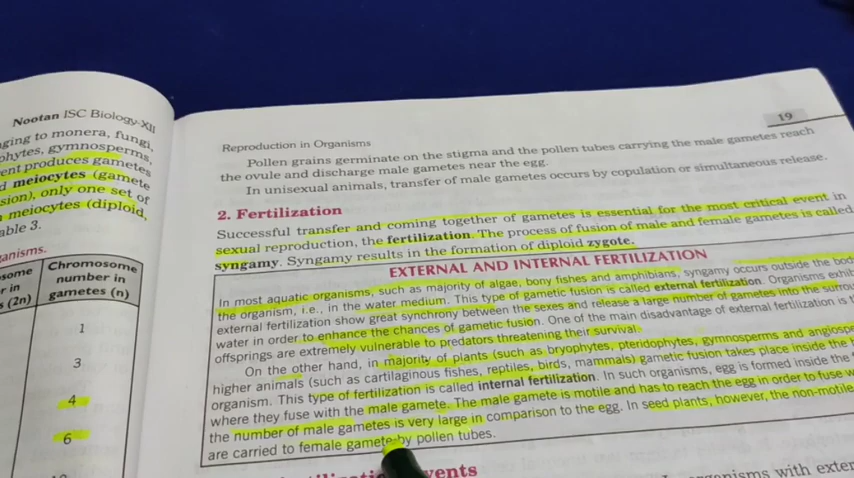 Nootan ISC Biology-XII
ging to monera, fungi,
phytes, gymnosperms,
ent produces gametes
d meiocytes (gamete
sion), only one set of
meiocytes (diploid,
able 3.
anisms.
some
r in
s (2n)
Chromosome
number in
gametes (n)
1
3
4
6
19
Reproduction in Organisms
Pollen grains germinate on the stigma and the pollen tubes carrying the male gametes reach
the ovule and discharge male gametes near the egg.
In unisexual animals, transfer of male gametes occurs by copulation or simultaneous release.
2. Fertilization
Successful transfer and coming together of gametes is essential for the most critical event in
sexual reproduction, the fertilization. The process of fusion of male and female gametes is called
syngamy. Syngamy results in the formation of diploid zygote.
EXTERNAL AND INTERNAL FERTILIZATION
In most aquatic organisms, such as majority of algae, bony fishes and amphibians, syngamy occurs outside the bod
the organism, i.e., in the water medium. This type of gametic fusion is called external fertilization. Organisms exhib
external fertilization show great synchrony between the sexes and release a large number of gametes into the surrou
water in order to enhance the chances of gametic fusion. One of the main disadvantage of external fertilization is t
offsprings are extremely vulnerable to predators threatening their survival.
On the other hand, in majority of plants (such as bryophytes, pteridophytes, gymnosperms and angiospe
higher animals (such as cartilaginous fishes, reptiles, birds, mammals) gametic fusion takes place inside the
organism. This type of fertilization is called internal fertilization. In such organisms, egg is formed inside the
where they fuse with the male gamete. The male gamete is motile and has to reach the egg in order to fuse w
the number of male gametes is very large in comparison to the egg. In seed plants, however, the non-motile
are carried to female gamete by pollen tubes.
vents
organisms with exter